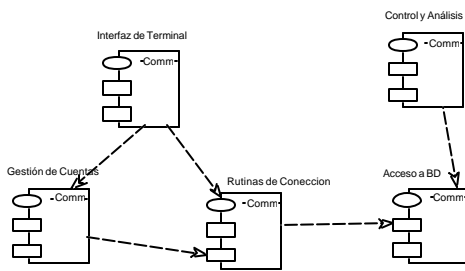 Control y Análisis
-Comm
Interfaz de Terminal
-Comm
Gestión de Cuentas
-Comm
Rutinas de Coneccion
-Comm
Acceso a BD
-Comm